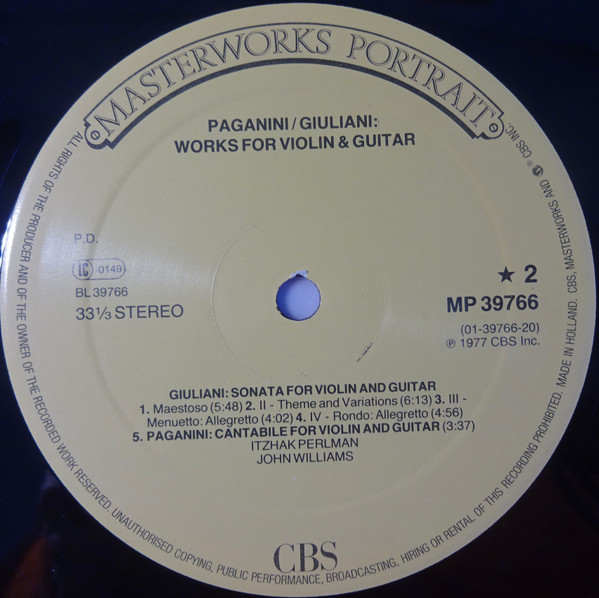 MASTERWORKS PORTRAIT
PAGANINI/GIULIANI:
WORKS FOR VIOLIN & GUITAR
P.D.
LC 0149
BL 39766
33⅓ STEREO
★ 2
MP 39766
(01-39766-20)
℗ 1977 CBS Inc.
GIULIANI: SONATA FOR VIOLIN AND GUITAR
1. Maestoso (5:48) 2. II - Theme and Variations (6:13) 3. III -
Menuetto: Allegretto (4:02) 4. IV - Rondo: Allegretto (4:56)
5. PAGANINI: CANTABILE FOR VIOLIN AND GUITAR (3:37)
ITZHAK PERLMAN
JOHN WILLIAMS
CBS
ALL RIGHTS OF THE PRODUCER AND OF THE OWNER OF THE RECORDED WORK RESERVED. UNAUTHORISED COPYING, PUBLIC PERFORMANCE, BROADCASTING, HIRING OR RENTAL OF THIS RECORDING PROHIBITED. MADE IN HOLLAND. CBS, MASTERWORKS AND ® CBS INC.